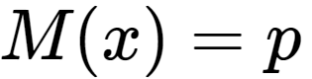 M(x) = p